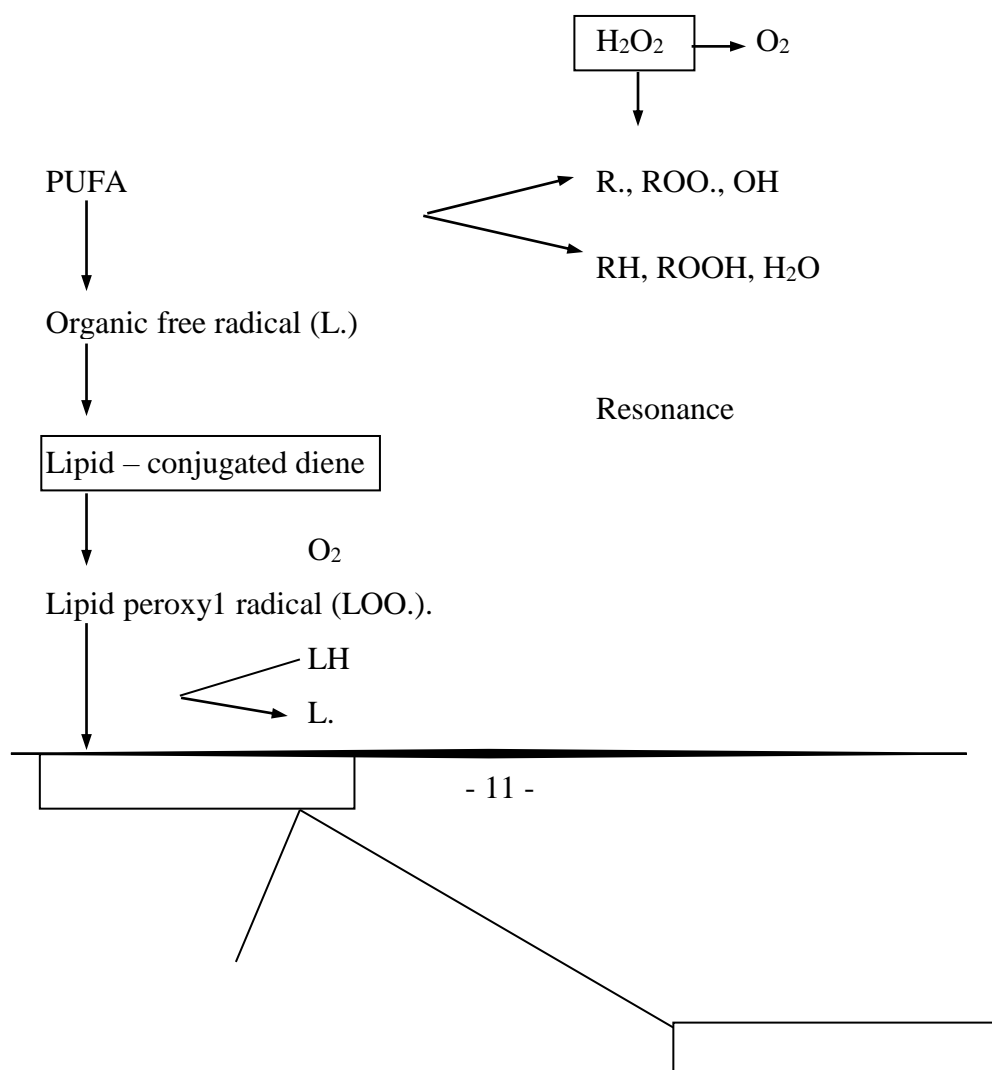 H₂O₂ O₂
PUFA R., ROO., OH
RH, ROOH, H₂O
Organic free radical (L.)
Resonance
Lipid – conjugated diene
O₂
Lipid peroxy1 radical (LOO.).
LH
L.
- 11 -